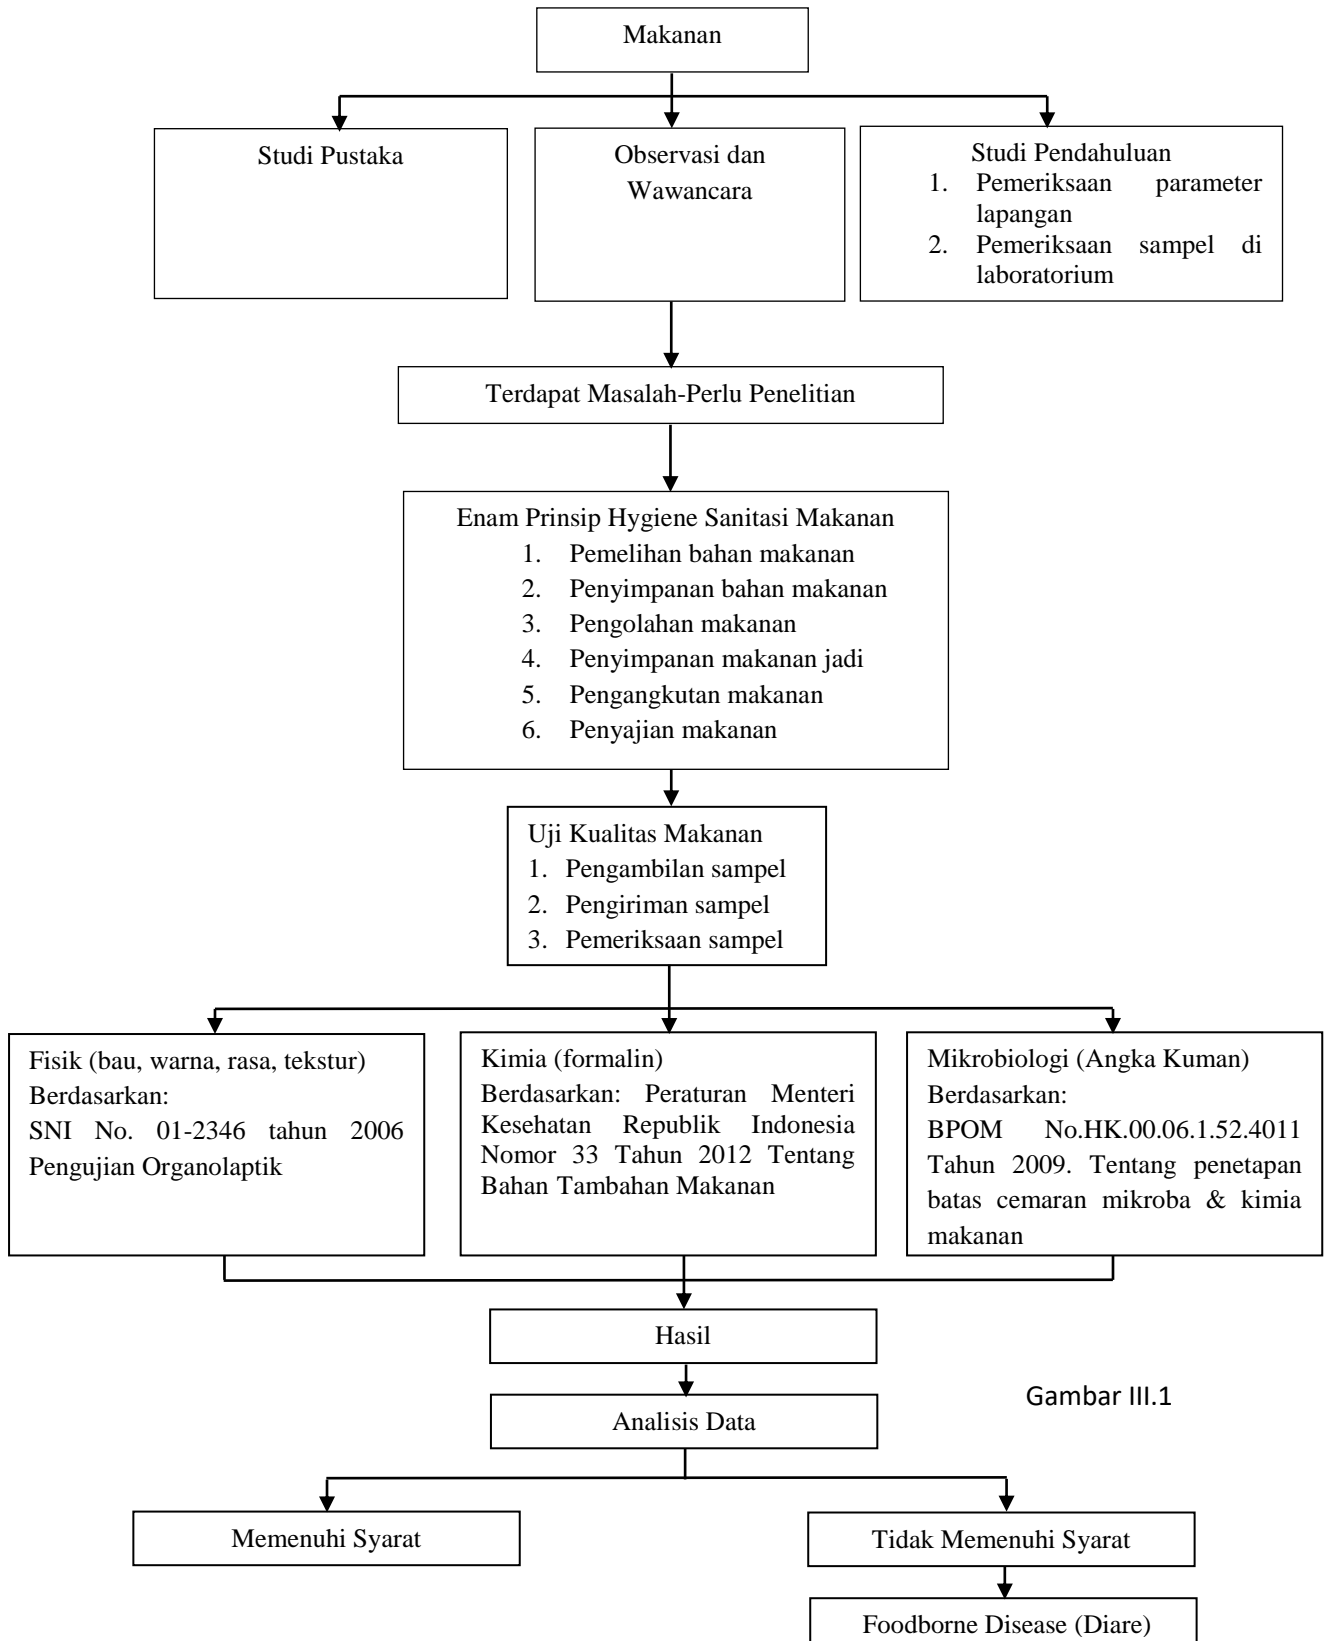 Makanan
Studi Pustaka
Observasi dan
Wawancara
Studi Pendahuluan
1. Pemeriksaan parameter
lapangan
2. Pemeriksaan sampel di
laboratorium
Terdapat Masalah-Perlu Penelitian
Enam Prinsip Hygiene Sanitasi Makanan
1. Pemelihan bahan makanan
2. Penyimpanan bahan makanan
3. Pengolahan makanan
4. Penyimpanan makanan jadi
5. Pengangkutan makanan
6. Penyajian makanan
Uji Kualitas Makanan
1. Pengambilan sampel
2. Pengiriman sampel
3. Pemeriksaan sampel
Fisik (bau, warna, rasa, tekstur)
Berdasarkan:
SNI No. 01-2346 tahun 2006
Pengujian Organolaptik
Kimia (formalin)
Berdasarkan: Peraturan Menteri
Kesehatan Republik Indonesia
Nomor 33 Tahun 2012 Tentang
Bahan Tambahan Makanan
Mikrobiologi (Angka Kuman)
Berdasarkan:
BPOM No.HK.00.06.1.52.4011
Tahun 2009. Tentang penetapan
batas cemaran mikroba & kimia
makanan
Hasil
Gambar III.1
Analisis Data
Memenuhi Syarat
Tidak Memenuhi Syarat
Foodborne Disease (Diare)